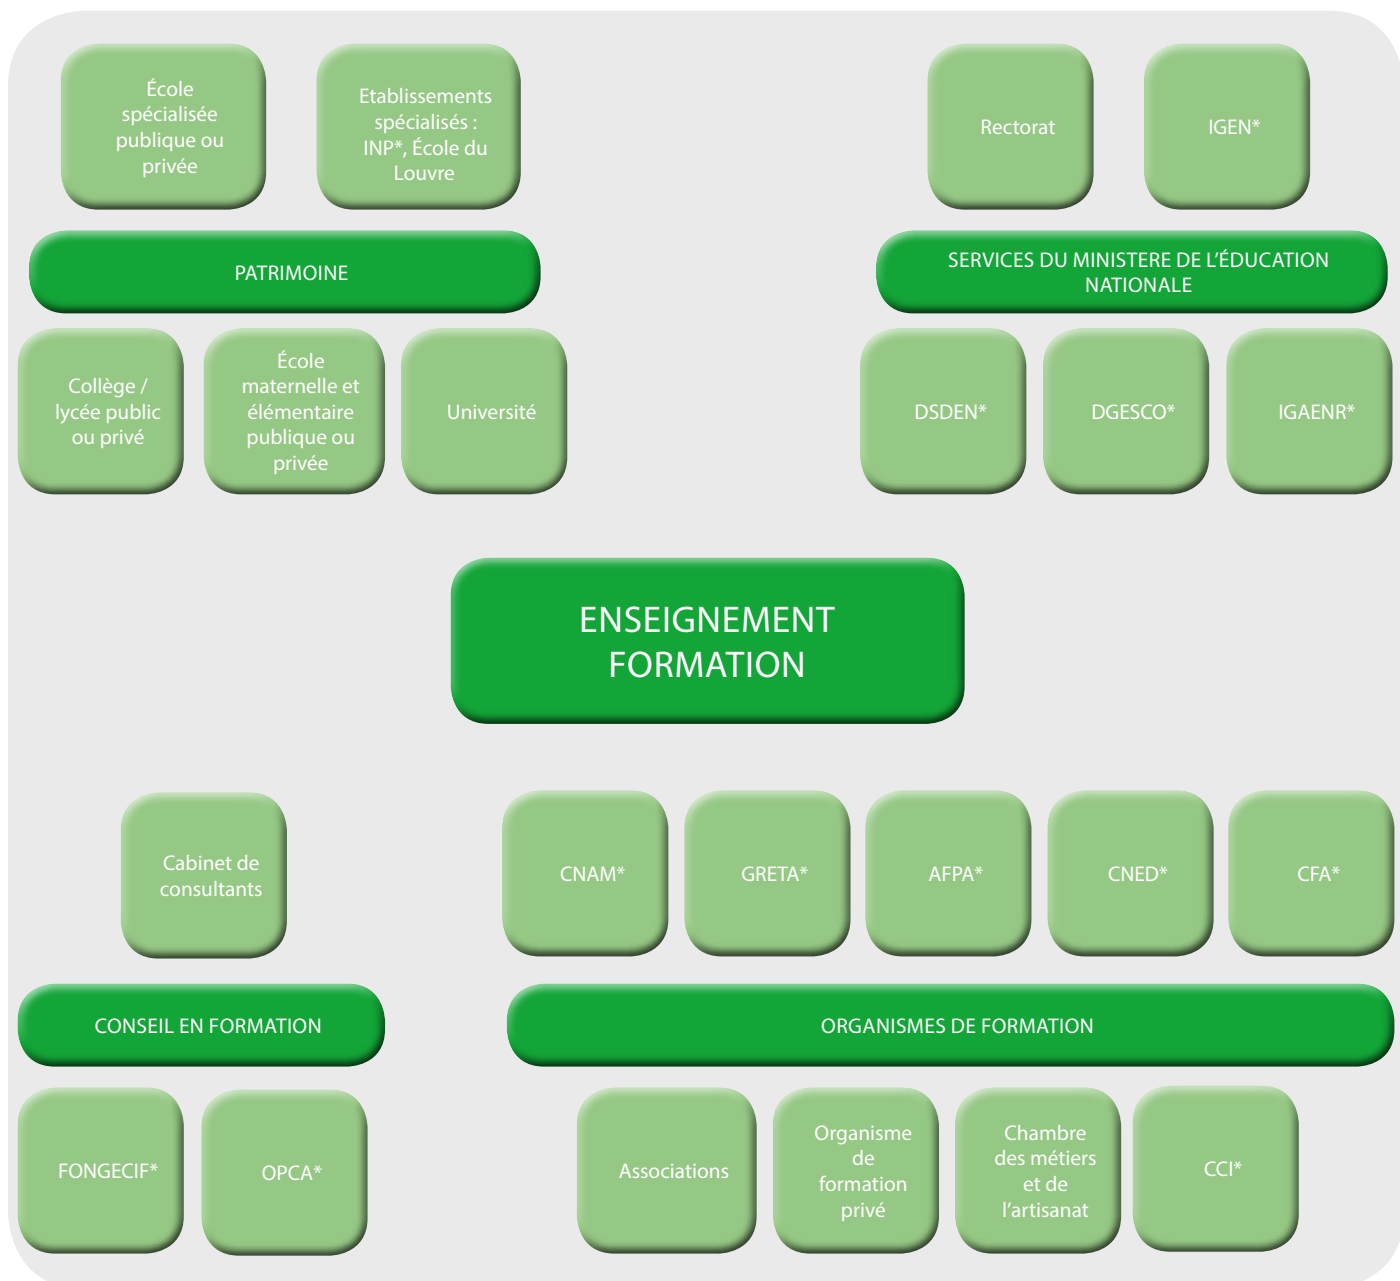 École
spécialisée
publique ou
privée
Etablissements
spécialisés :
INP*, École du
Louvre
Rectorat
IGEN*
PATRIMOINE
SERVICES DU MINISTERE DE L’ÉDUCATION
NATIONALE
Collège /
lycée public
ou privé
École
maternelle et
élémentaire
publique ou
privée
Université
DSDEN*
DGESCO*
IGAENR*
ENSEIGNEMENT
FORMATION
Cabinet de
consultants
CNAM*
GRETA*
AFPA*
CNED*
CFA*
CONSEIL EN FORMATION
ORGANISMES DE FORMATION
FONGECIF*
OPCA*
Associations
Organisme
de
formation
privé
Chambre
des métiers
et de
l’artisanat
CCI*